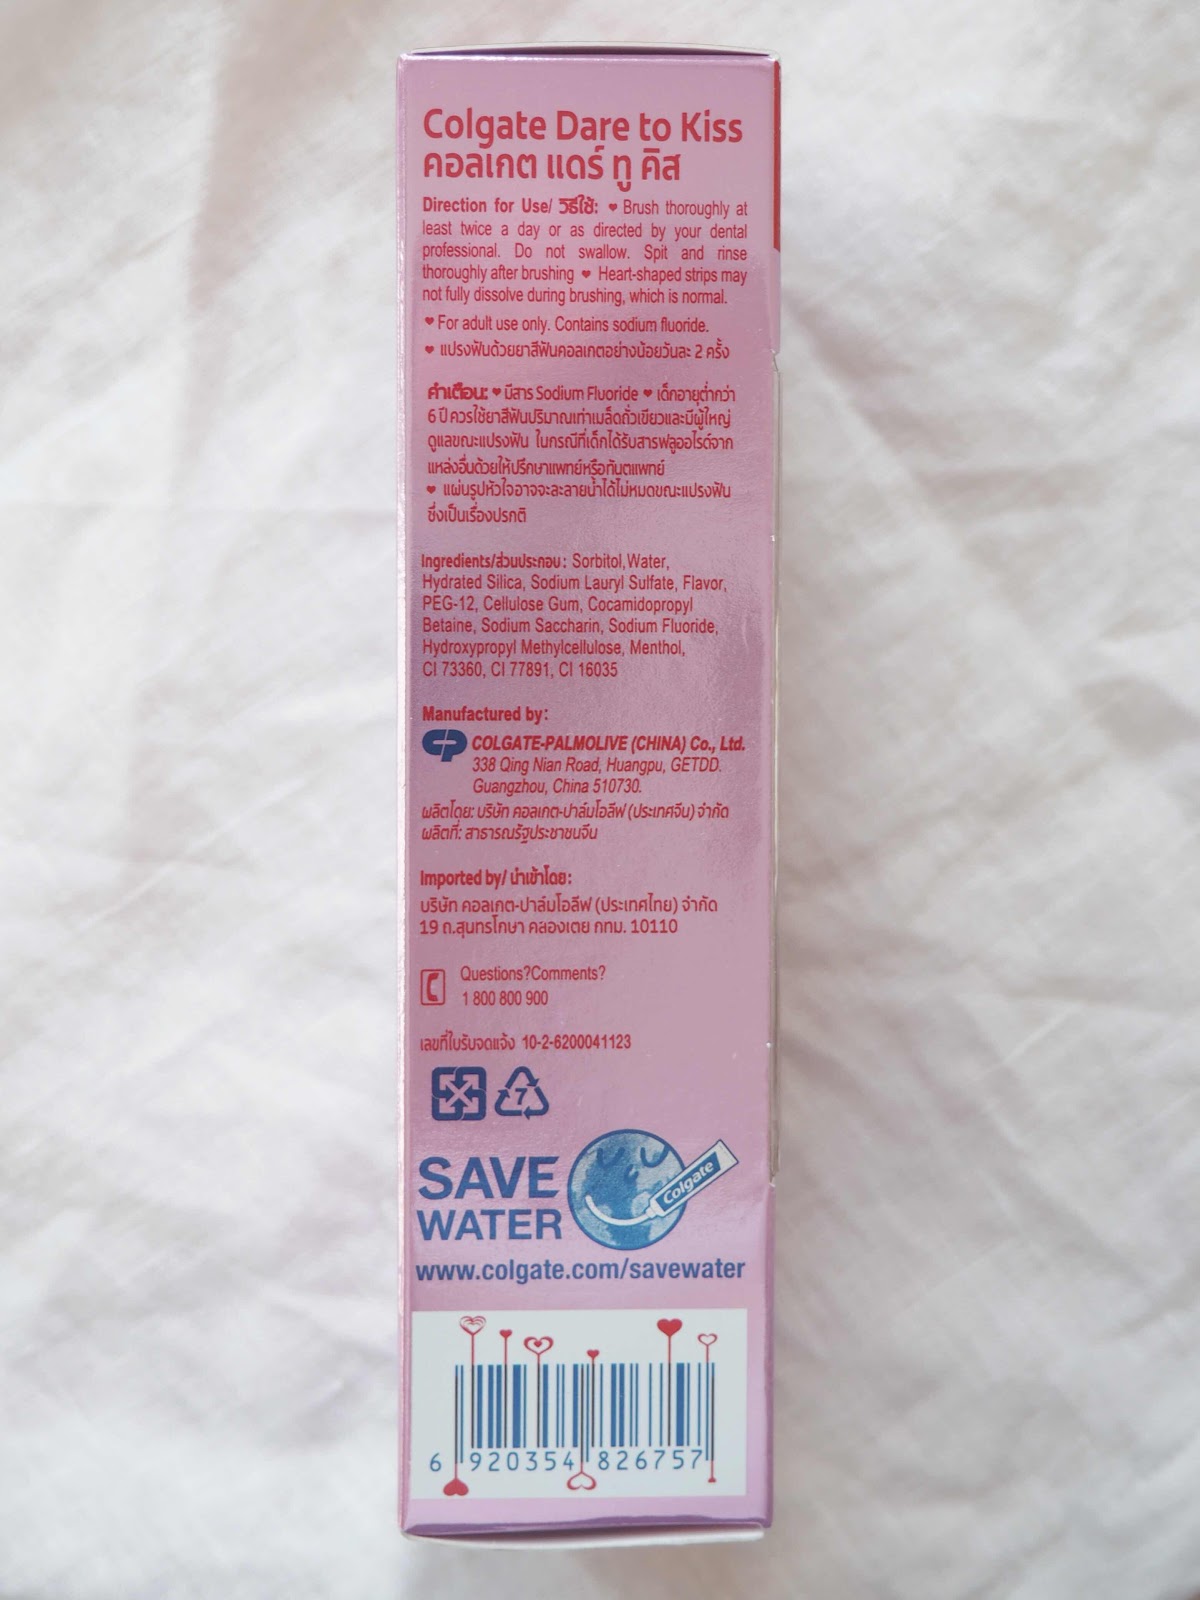 Colgate Dare to Kiss
คอลเกต แดร์ ทู คิส
Direction for Use/ วิธีใช้: ♥ Brush thoroughly at
least twice a day or as directed by your dental
professional. Do not swallow. Spit and rinse
thoroughly after brushing ♥ Heart-shaped strips may
not fully dissolve during brushing, which is normal.
♥ For adult use only. Contains sodium fluoride.
♥ แปรงฟันด้วยยาสีฟันคอลเกตอย่างน้อยวันละ 2 ครั้ง
คำเตือน: ♥ มีสาร Sodium Fluoride ♥ เด็กอายุต่ำกว่า
6 ปี ควรใช้ยาสีฟันปริมาณเท่าเมล็ดถั่วเขียวและมีผู้ใหญ่
ดูแลขณะแปรงฟัน ในกรณีที่เด็กได้รับสารฟลูออไรด์จาก
แหล่งอื่นด้วยให้ปรึกษาแพทย์หรือทันตแพทย์
♥ แผ่นรูปหัวใจอาจจะละลายน้ำได้ไม่หมดขณะแปรงฟัน
ซึ่งเป็นเรื่องปรกติ
Ingredients/ส่วนประกอบ: Sorbitol,Water,
Hydrated Silica, Sodium Lauryl Sulfate, Flavor,
PEG-12, Cellulose Gum, Cocamidopropyl
Betaine, Sodium Saccharin, Sodium Fluoride,
Hydroxypropyl Methylcellulose, Menthol,
CI 73360, CI 77891, CI 16035
Manufactured by:
CP COLGATE-PALMOLIVE (CHINA) Co., Ltd.
338 Qing Nian Road, Huangpu, GETDD.
Guangzhou, China 510730.
ผลิตโดย: บริษัท คอลเกต-ปาล์มโอลีฟ (ประเทศจีน) จำกัด
ผลิตที่: สาธารณรัฐประชาชนจีน
Imported by/ นำเข้าโดย:
บริษัท คอลเกต-ปาล์มโอลีฟ (ประเทศไทย) จำกัด
19 ถ.สุนทรโกษา คลองเตย กทม. 10110
Questions?Comments?
1 800 800 900
เลขที่ใบรับจดแจ้ง 10-2-6200041123
7
SAVE
WATER
Colgate
www.colgate.com/savewater
6 920354 826757